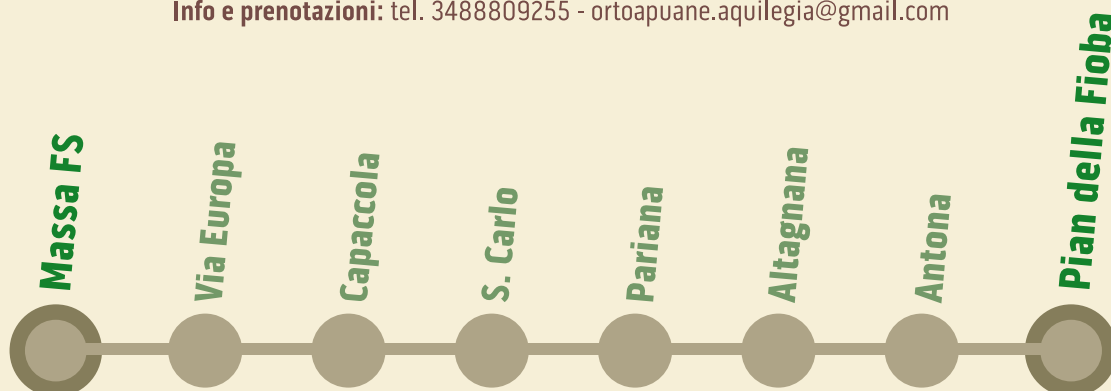 Info e prenotazioni: tel. 3488809255 - ortoapuane.aquilegia@gmail.com
Massa FS
Via Europa
Capaccola
S. Carlo
Pariana
Altagnana
Antona
Pian della Fioba